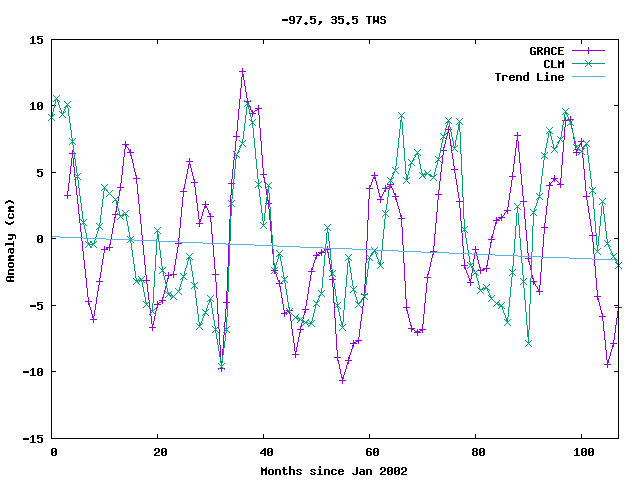 -97.5, 35.5 TWS
GRACE
CLM
Trend Line
15
10
5
0
-5
-10
-15
Anomaly (cm)
0 20 40 60 80 100
Months since Jan 2002